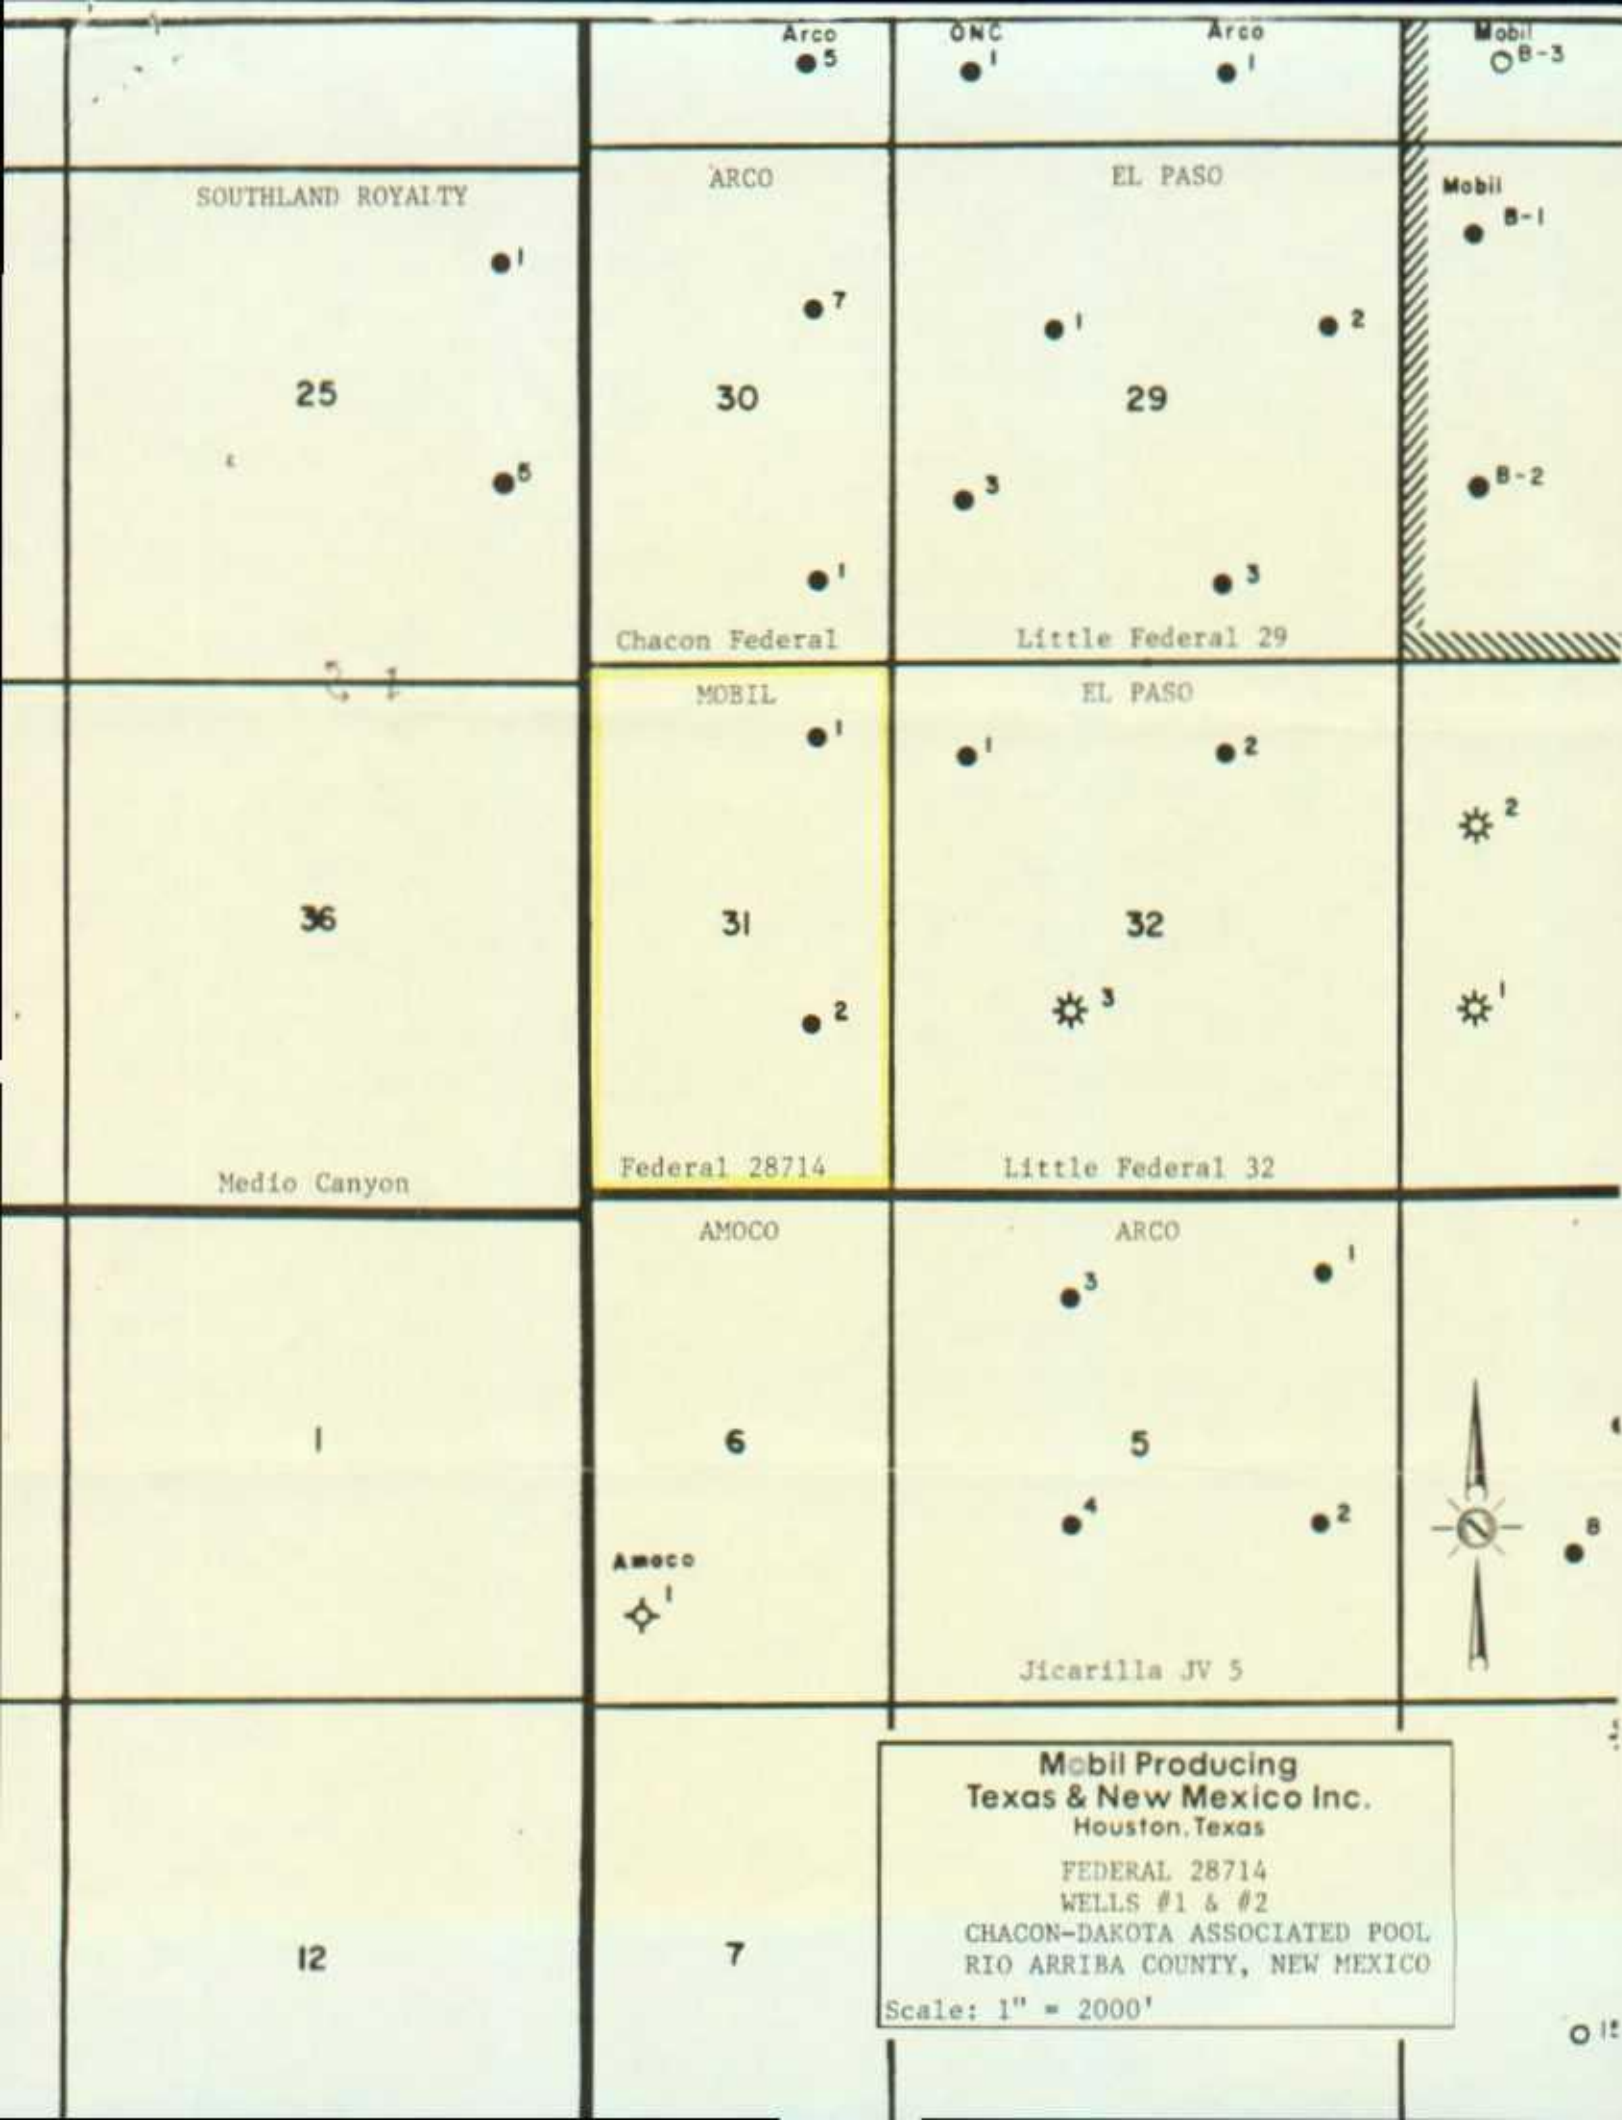 Arco
5
ONC
1
Arco
1
Mobil
B-3
SOUTHLAND ROYALTY
1
25
5
ARCO
7
30
1
Chacon Federal
EL PASO
1
2
29
3
3
Little Federal 29
Mobil
B-1
B-2
36
Medio Canyon
MOBIL
1
31
2
Federal 28714
EL PASO
1
2
32
3
Little Federal 32
2
1
1
AMOCO
6
Amoco
1
ARCO
3
1
5
4
2
Jicarilla JV 5
8
12
7
Mobil Producing
Texas & New Mexico Inc.
Houston, Texas
FEDERAL 28714
WELLS #1 & #2
CHACON-DAKOTA ASSOCIATED POOL
RIO ARRIBA COUNTY, NEW MEXICO
Scale: 1" = 2000'